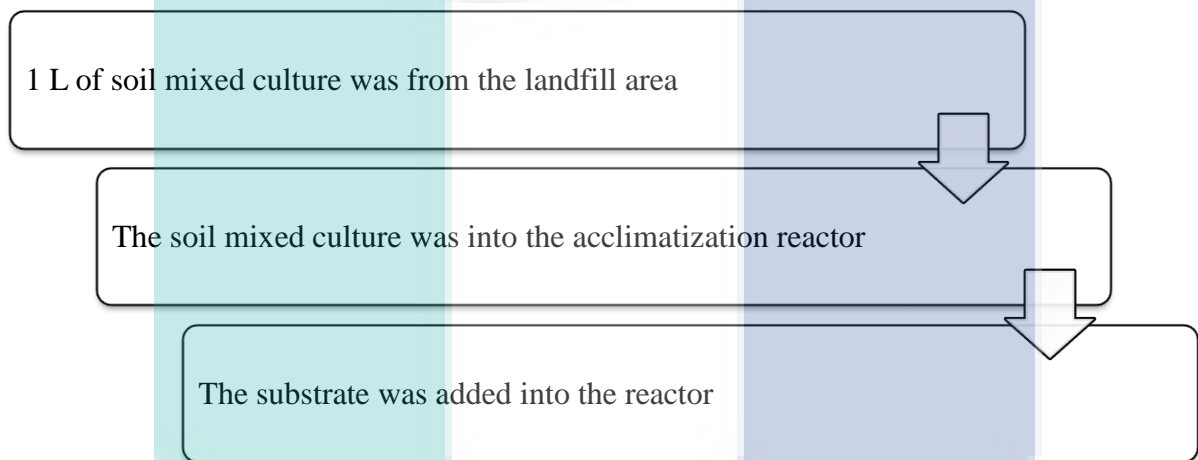 1 L of soil mixed culture was from the landfill area
The soil mixed culture was into the acclimatization reactor
The substrate was added into the reactor